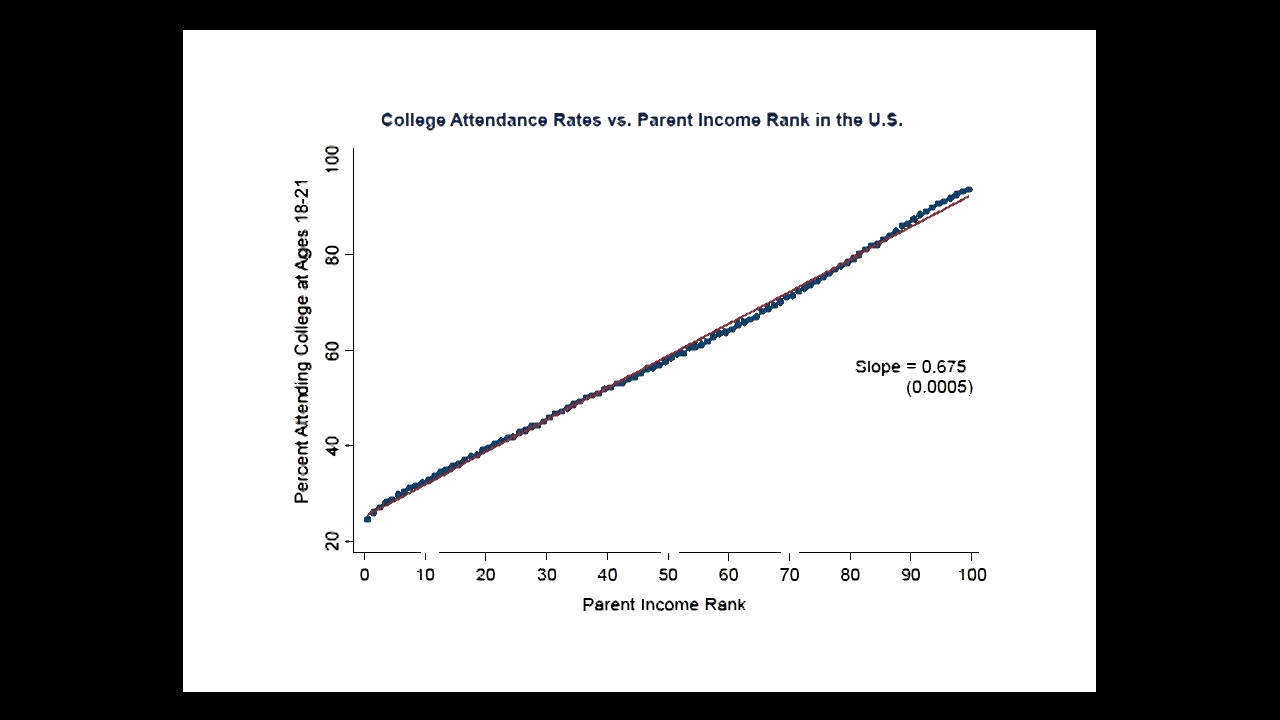 College Attendance Rates vs. Parent Income Rank in the U.S.
Percent Attending College at Ages 18-21
100
80
60
40
20
Slope = 0.675
(0.0005)
0 10 20 30 40 50 60 70 80 90 100
Parent Income Rank